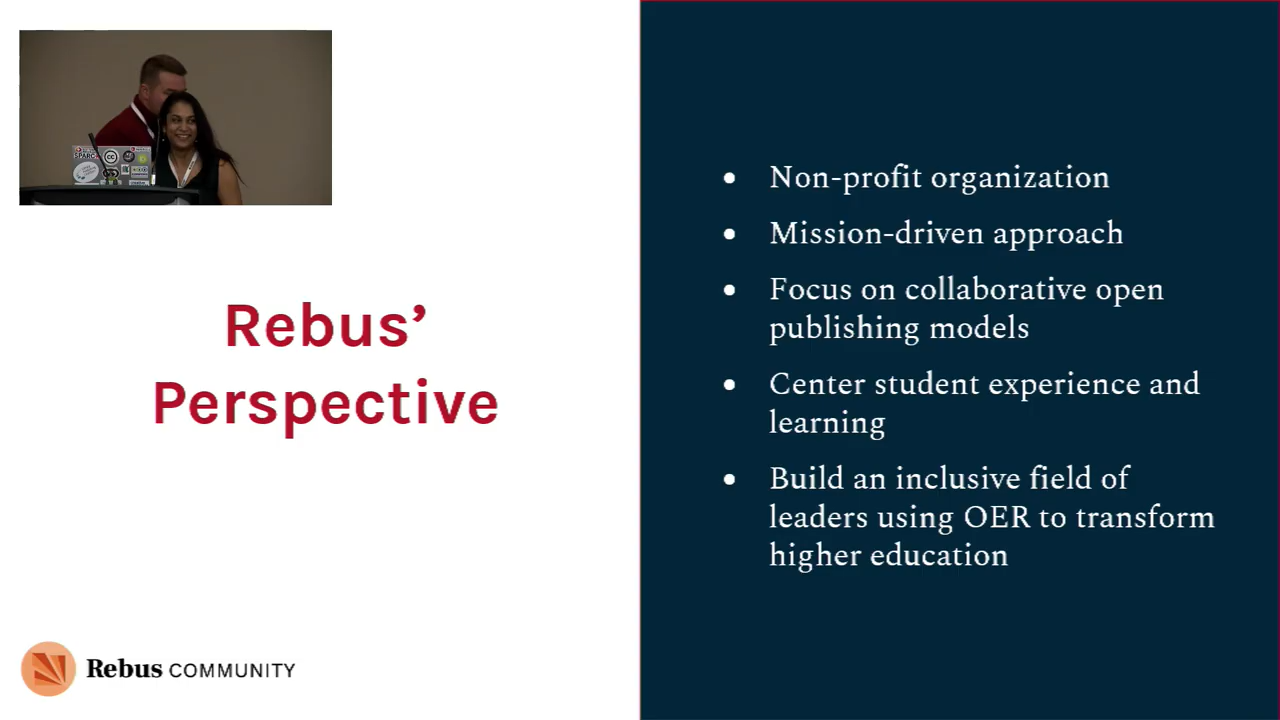 SPARC
Rebus’
Perspective
Rebus COMMUNITY
• Non-profit organization
• Mission-driven approach
• Focus on collaborative open
publishing models
• Center student experience and
learning
• Build an inclusive field of
leaders using OER to transform
higher education